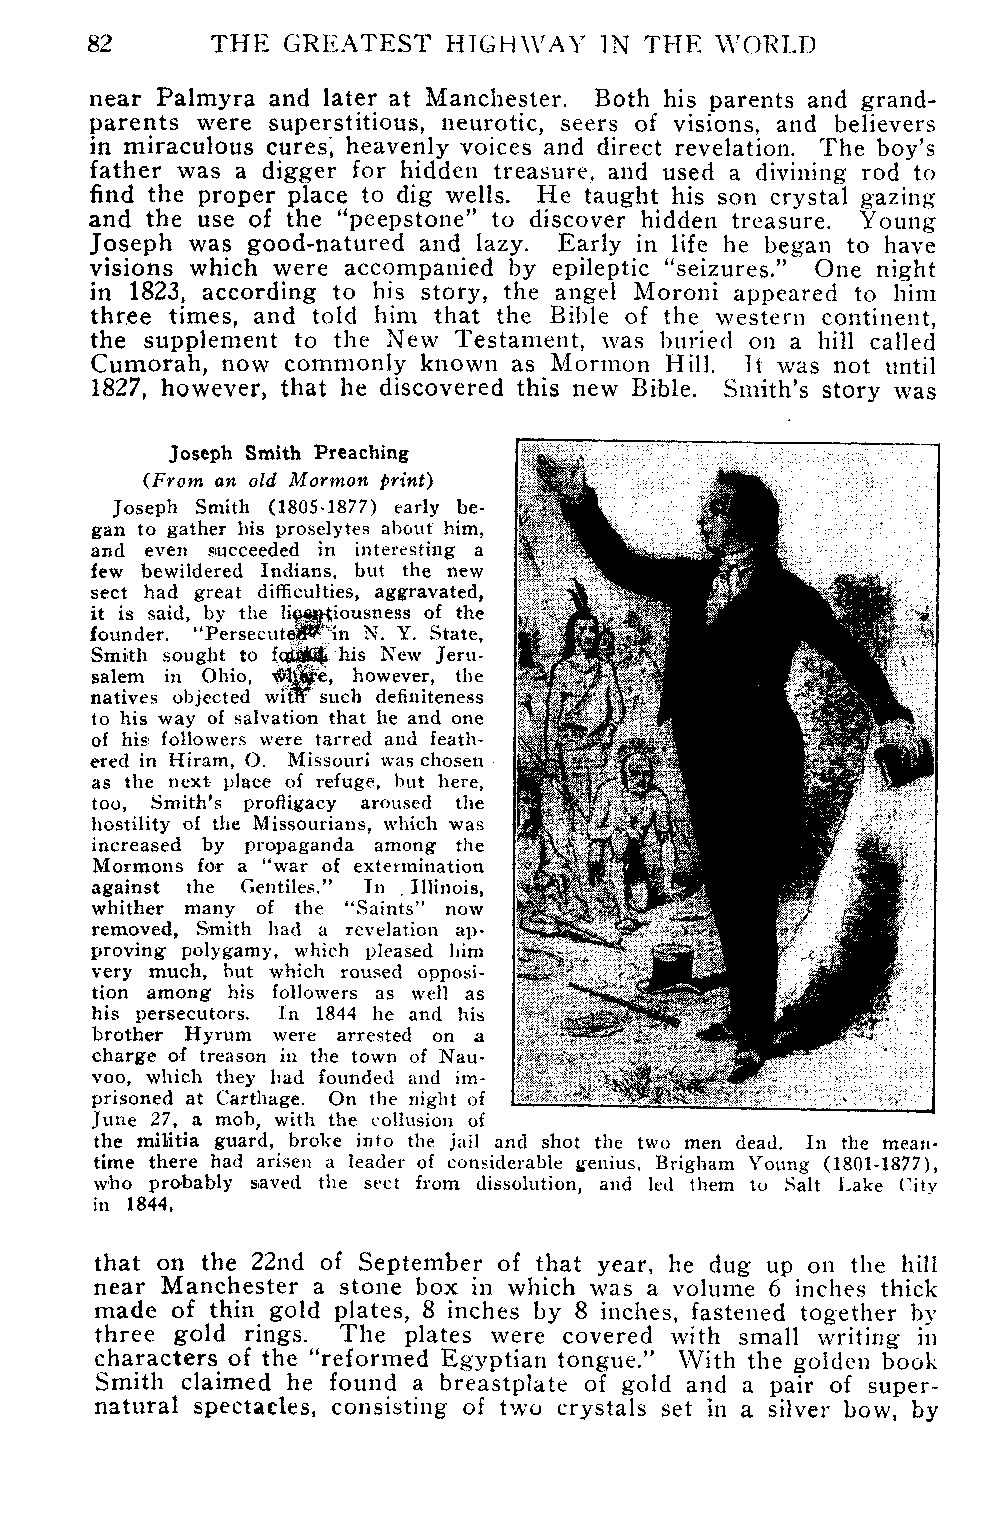 82 THE GREATEST HIGHWAY IN THE WORLD
near Palmyra and later at Manchester. Both his parents and grand-
parents were superstitious, neurotic, seers of visions, and believers
in miraculous cures, heavenly voices and direct revelation. The boy's
father was a digger for hidden treasure, and used a divining rod to
find the proper place to dig wells. He taught his son crystal gazing
and the use of the "peepstone" to discover hidden treasure. Young
Joseph was good-natured and lazy. Early in life he began to have
visions which were accompanied by epileptic "seizures." One night
in 1823, according to his story, the angel Moroni appeared to him
three times, and told him that the Bible of the western continent,
the supplement to the New Testament, was buried on a hill called
Cumorah, now commonly known as Mormon Hill. It was not until
1827, however, that he discovered this new Bible. Smith's story was
Joseph Smith Preaching
(From an old Mormon print)
Joseph Smith (1805-1877) early be-
gan to gather his proselytes about him,
and even succeeded in interesting a
few bewildered Indians, but the new
sect had great difficulties, aggravated,
it is said, by the licentiousness of the
founder. "Persecuted" in N. Y. State,
Smith sought to found his New Jeru-
salem in Ohio, where, however, the
natives objected with such definiteness
to his way of salvation that he and one
of his followers were tarred and feath-
ered in Hiram, O. Missouri was chosen
as the next place of refuge, but here,
too, Smith's profligacy aroused the
hostility of the Missourians, which was
increased by propaganda among the
Mormons for a "war of extermination
against the Gentiles." In Illinois,
whither many of the "Saints" now
removed, Smith had a revelation ap-
proving polygamy, which pleased him
very much, but which roused opposi-
tion among his followers as well as
his persecutors. In 1844 he and his
brother Hyrum were arrested on a
charge of treason in the town of Nau-
voo, which they had founded and im-
prisoned at Carthage. On the night of
June 27, a mob, with the collusion of
the militia guard, broke into the jail and shot the two men dead. In the mean-
time there had arisen a leader of considerable genius, Brigham Young (1801-1877),
who probably saved the sect from dissolution, and led them to Salt Lake City
in 1844.
that on the 22nd of September of that year, he dug up on the hill
near Manchester a stone box in which was a volume 6 inches thick
made of thin gold plates, 8 inches by 8 inches, fastened together by
three gold rings. The plates were covered with small writing in
characters of the "reformed Egyptian tongue." With the golden book
Smith claimed he found a breastplate of gold and a pair of super-
natural spectacles, consisting of two crystals set in a silver bow, by